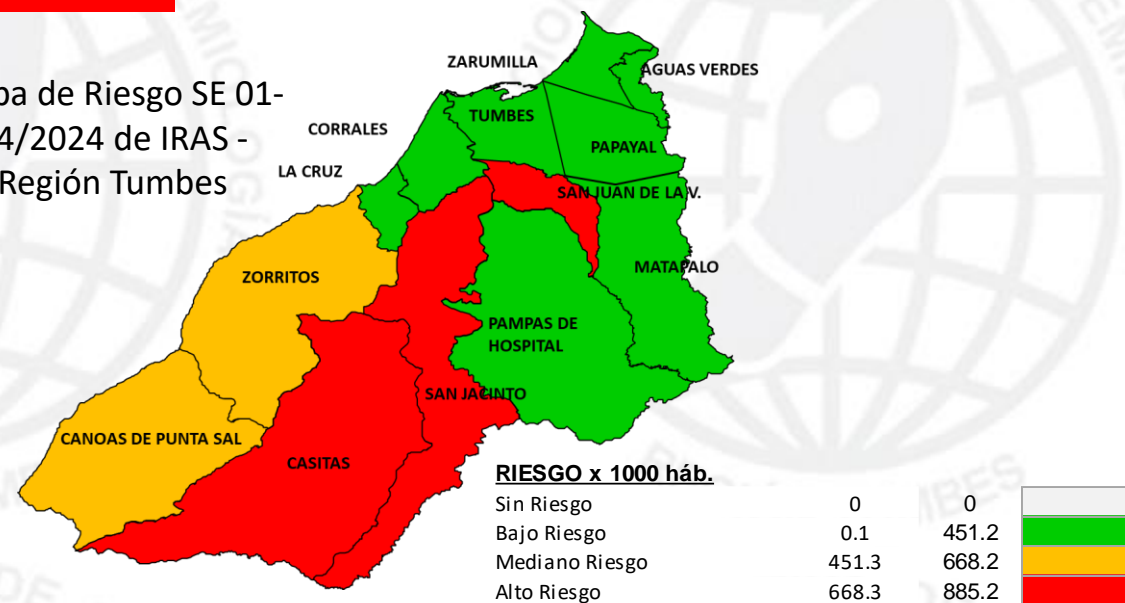 pa de Riesgo SE 01-
4/2024 de IRAS -
Región Tumbes
ZARUMILLA
AGUAS VERDES
TUMBES
CORRALES
PAPAYAL
LA CRUZ
SAN JUAN DE LA V.
ZORRITOS
MATAPALO
PAMPAS DE
HOSPITAL
SAN JACINTO
CANOAS DE PUNTA SAL
CASITAS
RIESGO x 1000 háb.
Sin Riesgo 0 0
Bajo Riesgo 0.1 451.2
Mediano Riesgo 451.3 668.2
Alto Riesgo 668.3 885.2